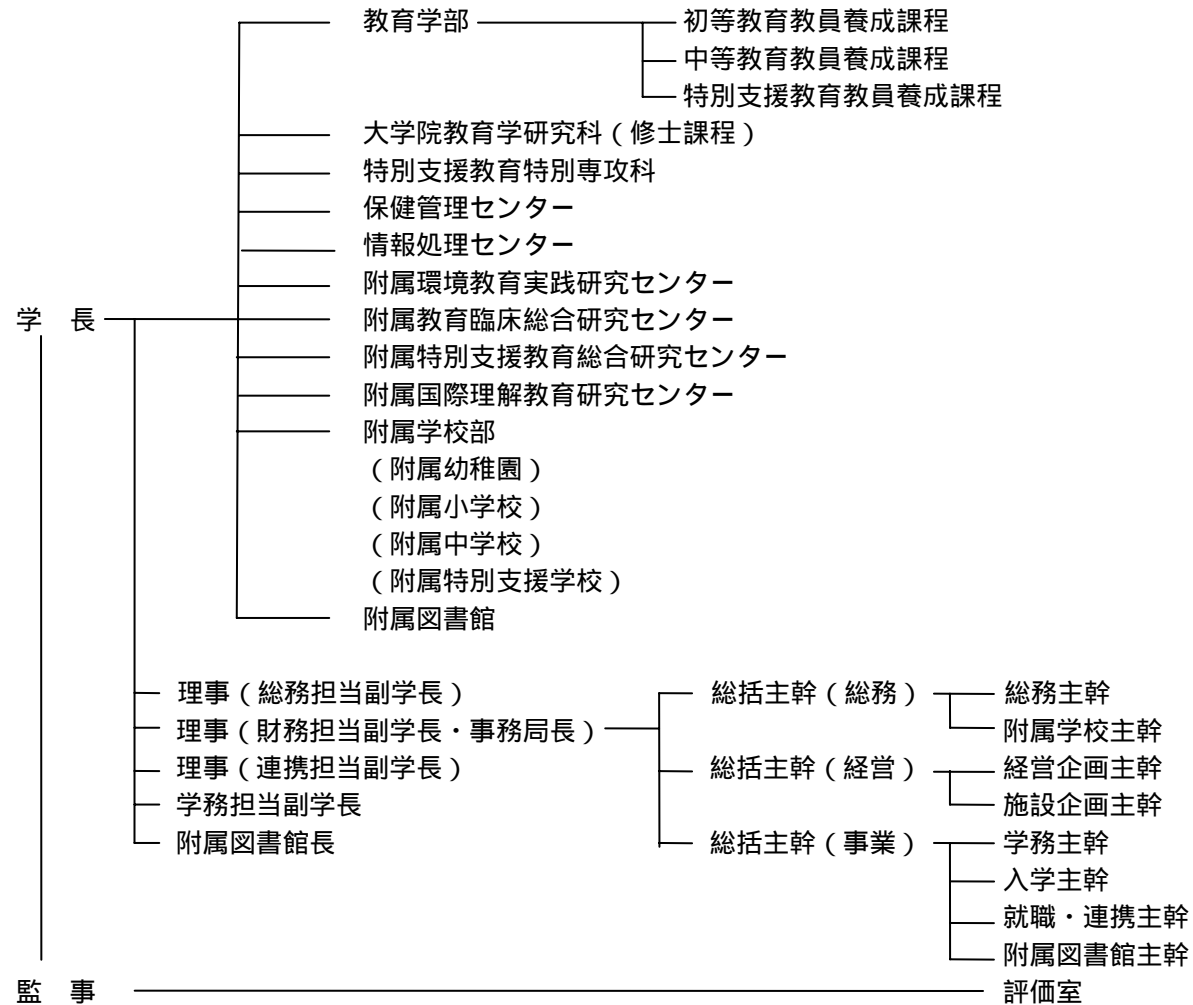 教育学部 初等教育教員養成課程
中等教育教員養成課程
特別支援教育教員養成課程
大学院教育学研究科（修士課程）
特別支援教育特別専攻科
保健管理センター
情報処理センター
附属環境教育実践研究センター
学　長 附属教育臨床総合研究センター
附属特別支援教育総合研究センター
附属国際理解教育研究センター
附属学校部
（附属幼稚園）
（附属小学校）
（附属中学校）
（附属特別支援学校）
附属図書館
理事（総務担当副学長） 総括主幹（総務） 総務主幹
理事（財務担当副学長・事務局長） 附属学校主幹
理事（連携担当副学長） 総括主幹（経営） 経営企画主幹
学務担当副学長 施設企画主幹
附属図書館長 総括主幹（事業） 学務主幹
入学主幹
就職・連携主幹
附属図書館主幹
監　事 評価室